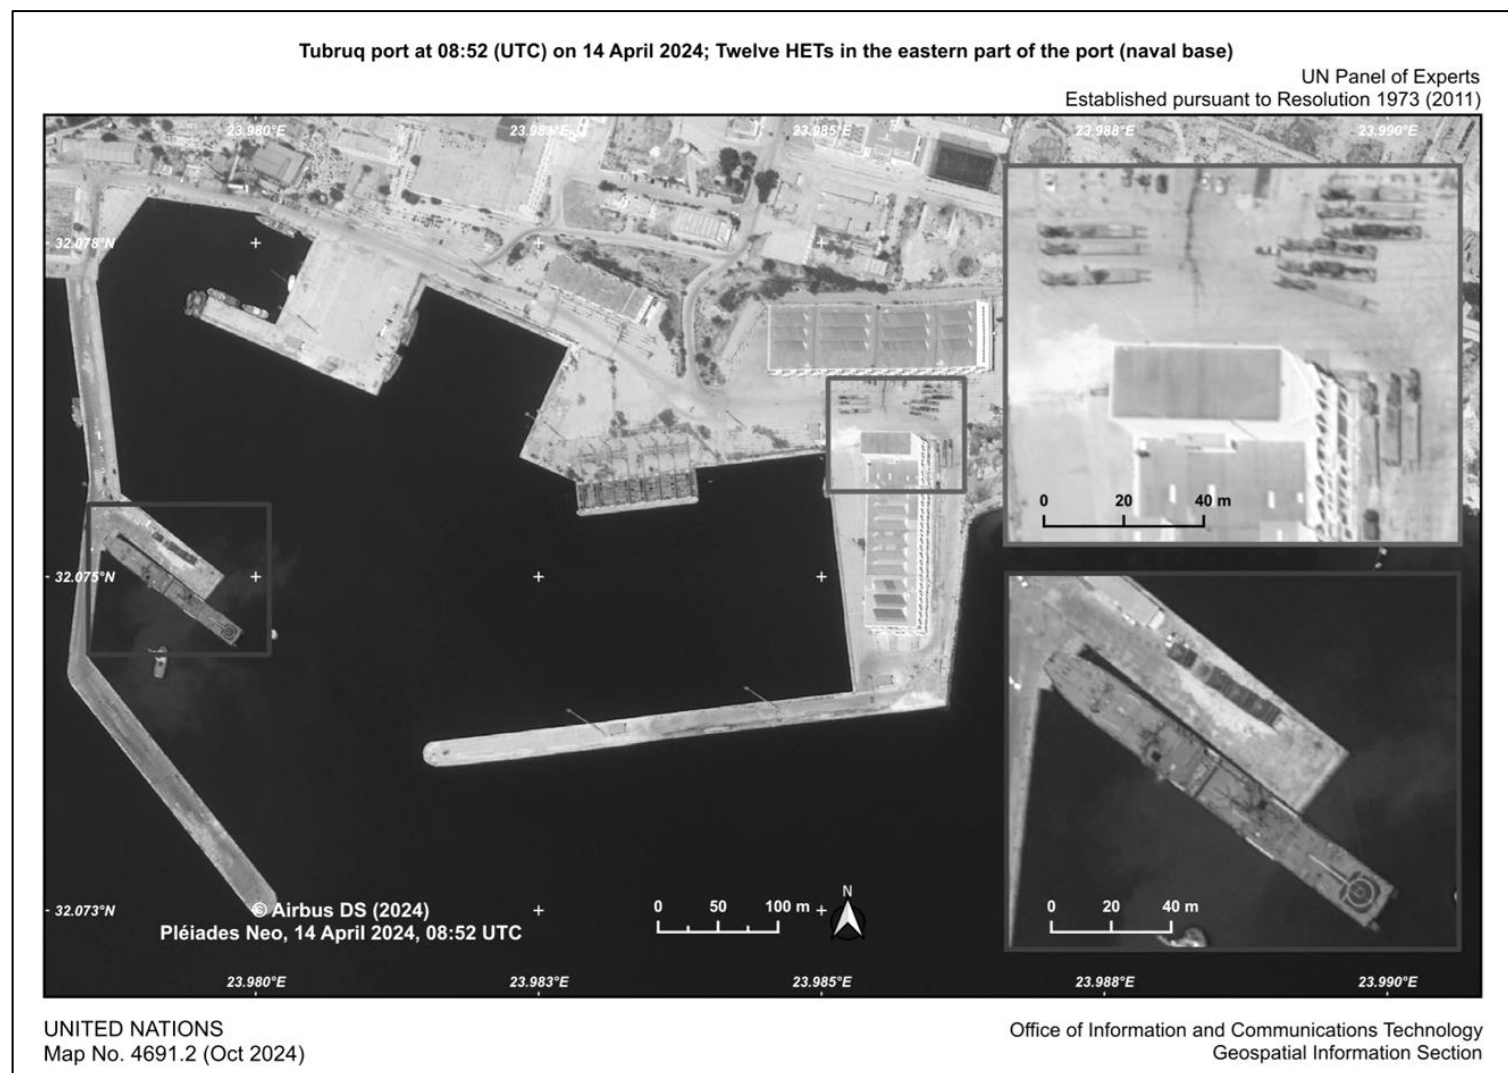 Tubruq port at 08:52 (UTC) on 14 April 2024; Twelve HETs in the eastern part of the port (naval base)
UN Panel of Experts
Established pursuant to Resolution 1973 (2011)
23.980°E 23.983°E 23.985°E 23.988°E 23.990°E
32.078°N
0 20 40 m
32.075°N
32.073°N
© Airbus DS (2024)
Pléiades Neo, 14 April 2024, 08:52 UTC
0 50 100 m
N
0 20 40 m
23.980°E 23.983°E 23.985°E 23.988°E 23.990°E
UNITED NATIONS
Map No. 4691.2 (Oct 2024)
Office of Information and Communications Technology
Geospatial Information Section